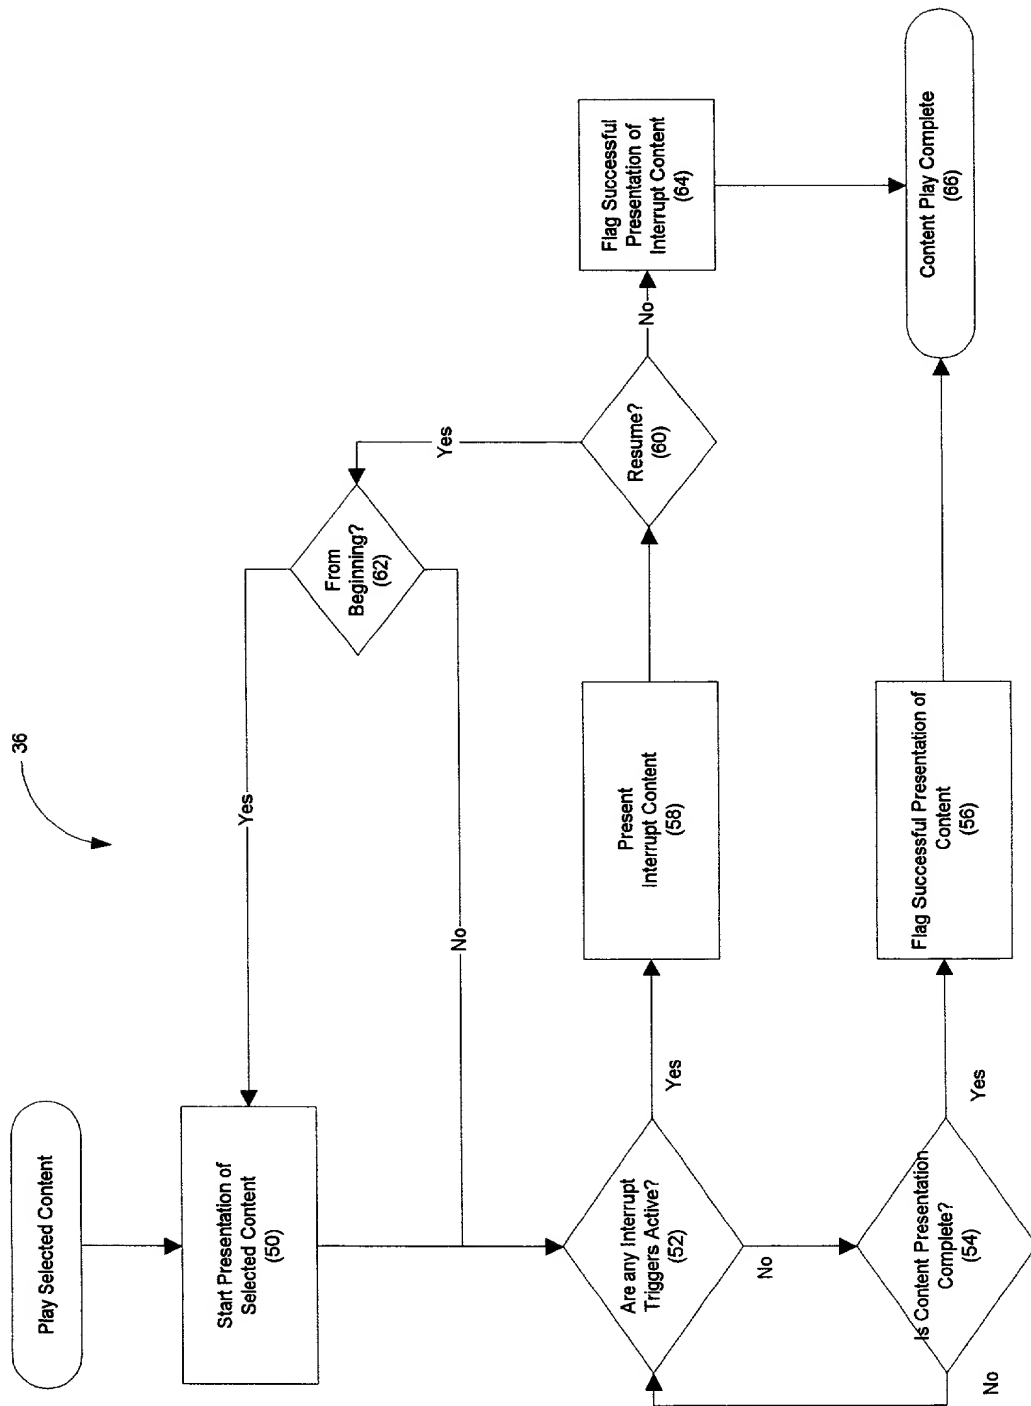 36
Play Selected Content
Start Presentation of
Selected Content
(50)
Yes
No
From
Beginning?
(62)
Yes
Are any Interrupt
Triggers Active?
(52)
Yes
Present
Interrupt Content
(58)
Resume?
(60)
No
Flag Successful
Presentation of
Interrupt Content
(64)
No
Is Content Presentation
Complete?
(54)
No
Yes
Flag Successful Presentation of
Content
(56)
Content Play Complete
(66)